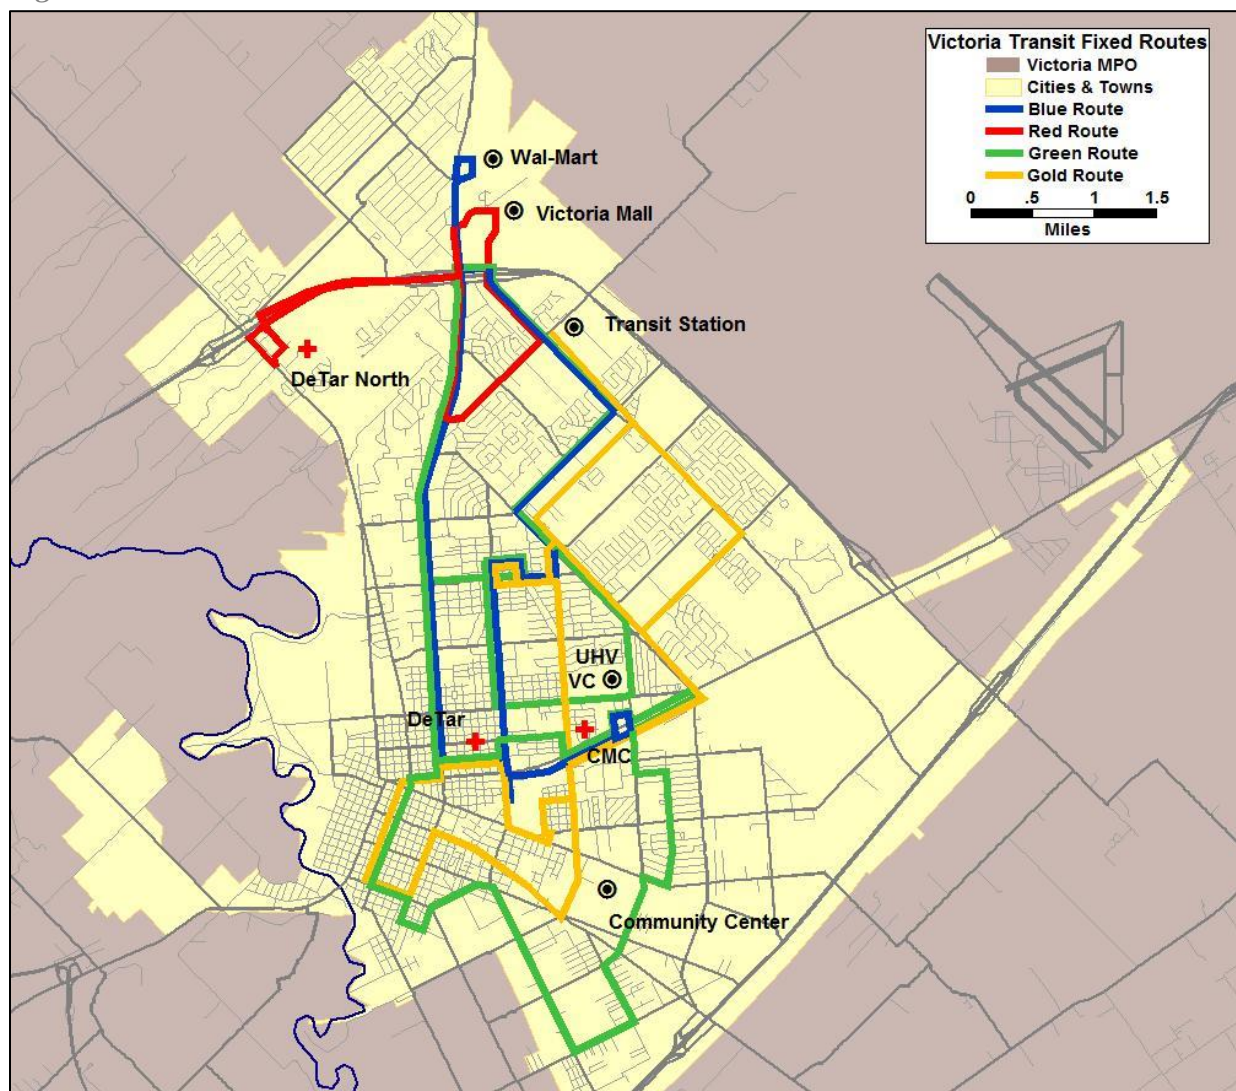 Victoria Transit Fixed Routes
Victoria MPO
Cities & Towns
Blue Route
Red Route
Green Route
Gold Route
0 .5 1 1.5
Miles
Wal-Mart
Victoria Mall
Transit Station
DeTar North
UHV
VC
DeTar
CMC
Community Center